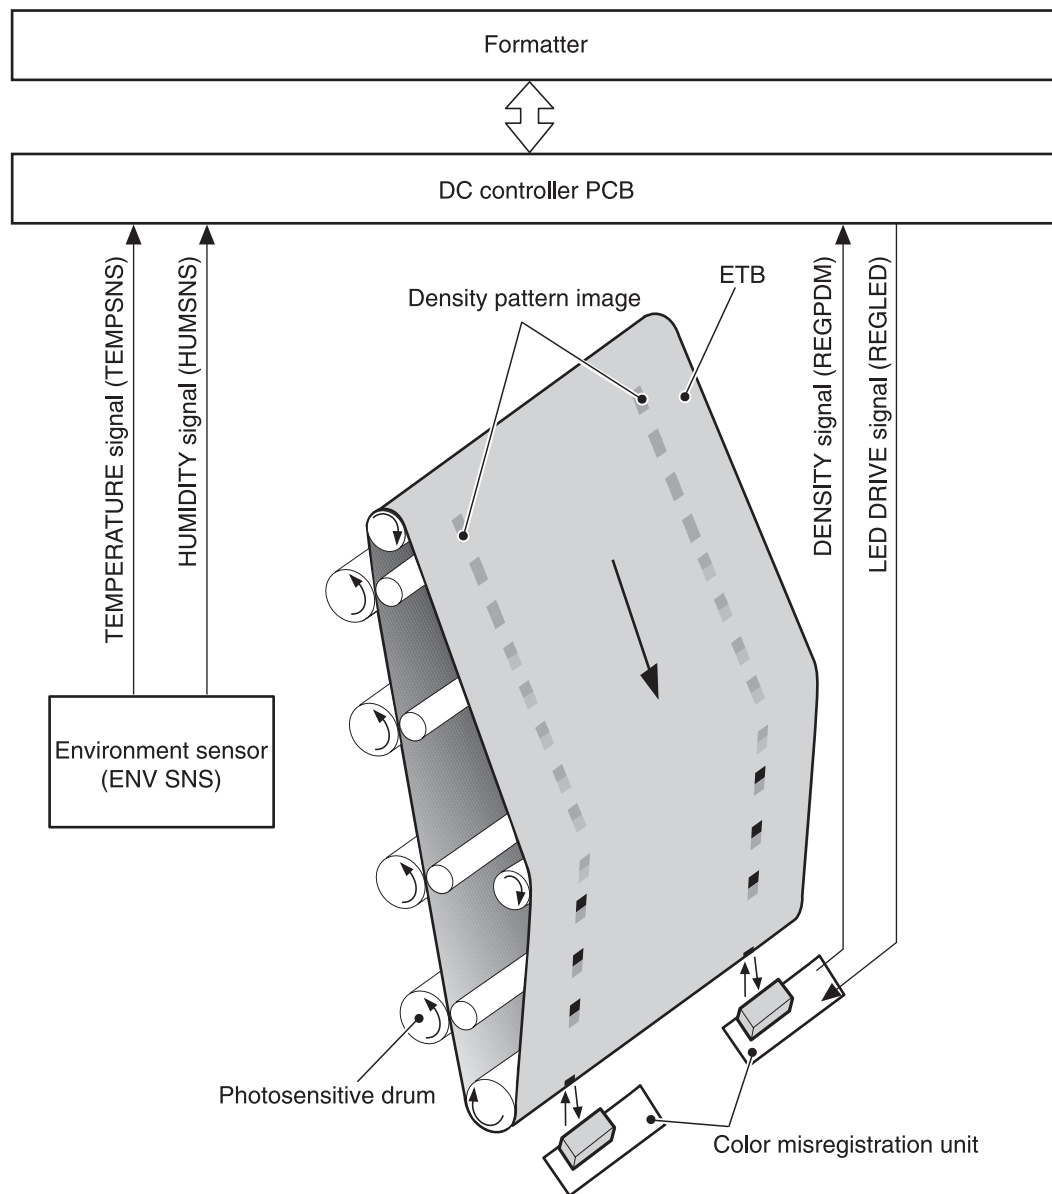 Formatter
DC controller PCB
TEMPERATURE signal (TEMPSNS)
HUMIDITY signal (HUMSNS)
Density pattern image
ETB
DENSITY signal (REGPDM)
LED DRIVE signal (REGLED)
Environment sensor
(ENV SNS)
Photosensitive drum
Color misregistration unit